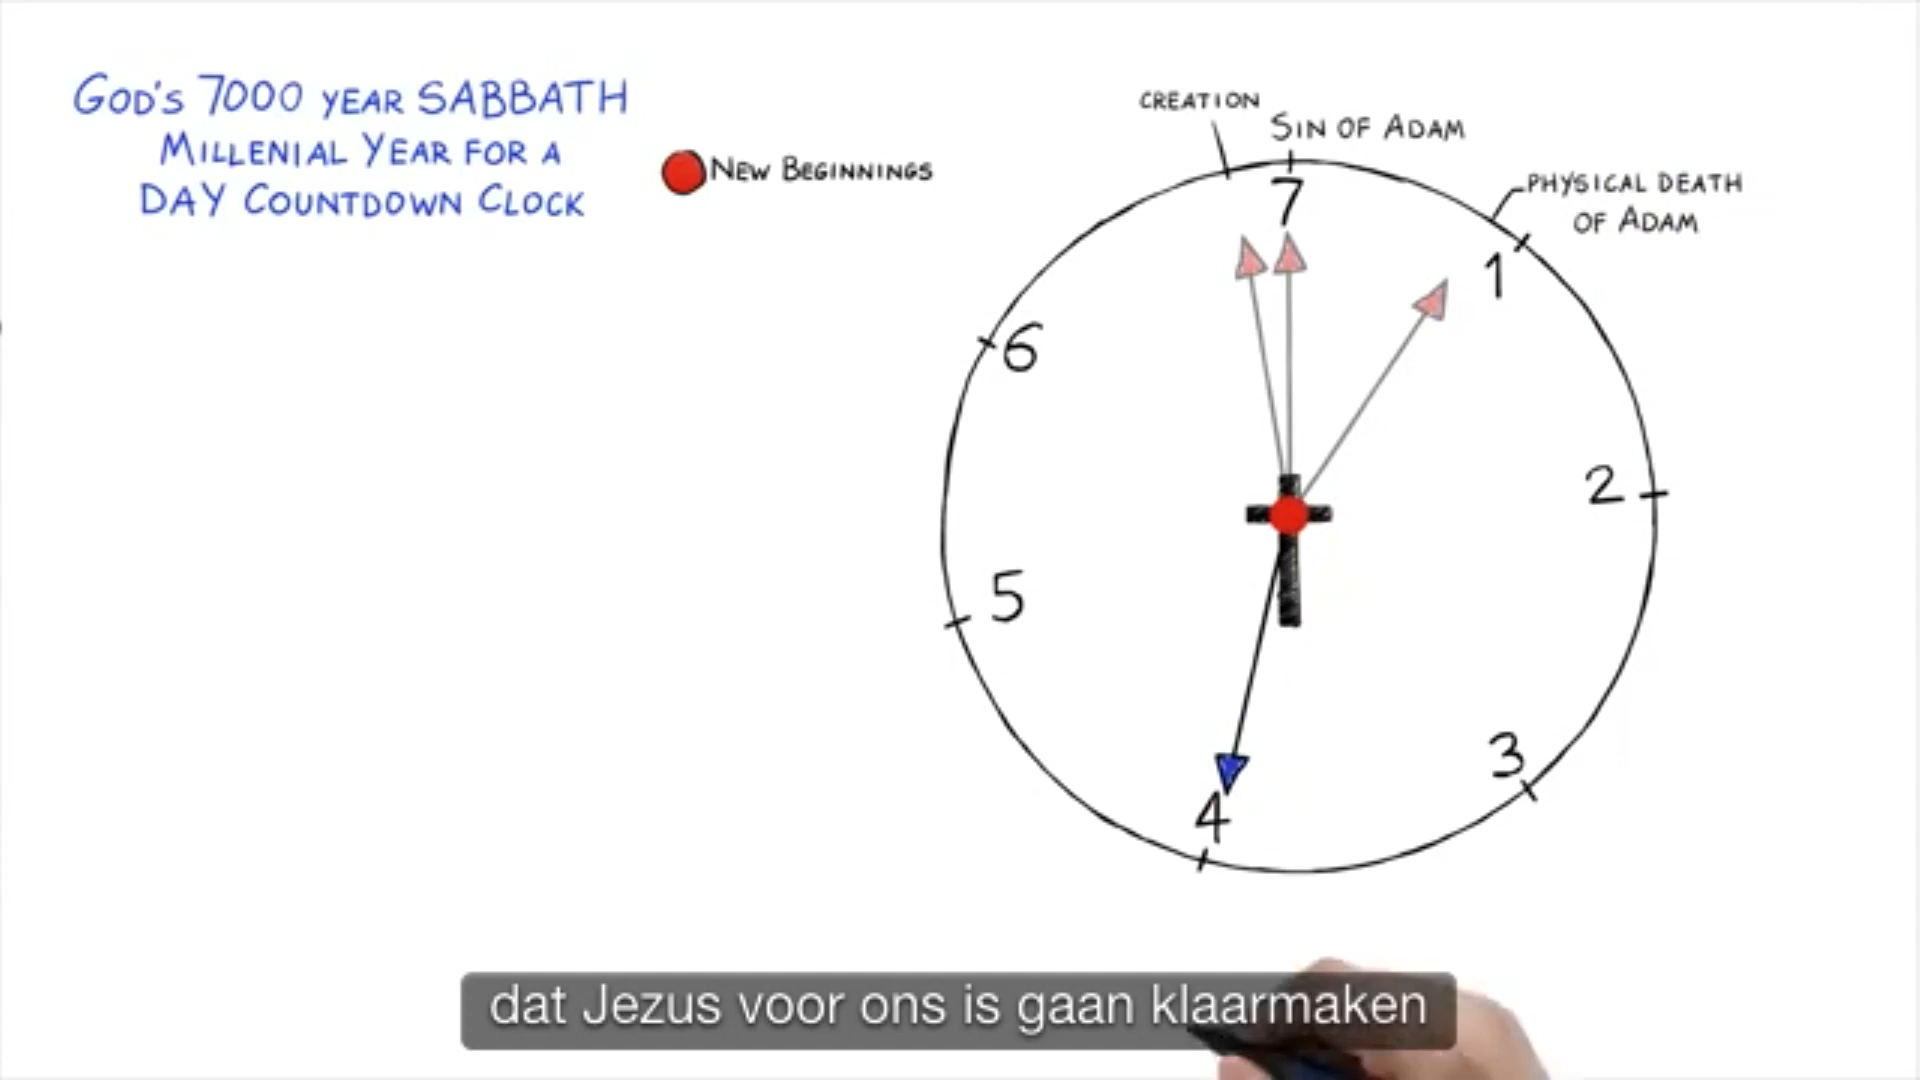 GOD'S 7000 YEAR SABBATH
MILLENIAL YEAR FOR A
DAY COUNTDOWN CLOCK
NEW BEGINNINGS
CREATION
SIN OF ADAM
PHYSICAL DEATH
OF ADAM
7
1
2
3
4
5
6
dat Jezus voor ons is gaan klaarmaken